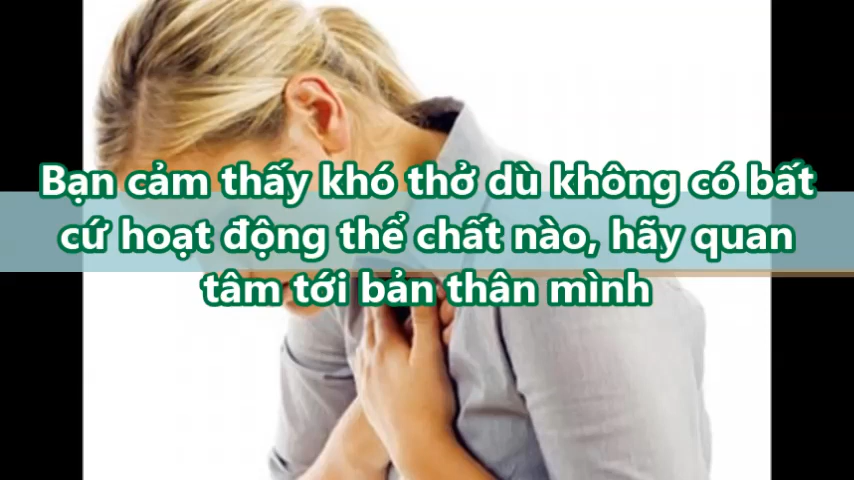 Bạn cảm thấy khó thở dù không có bất
cứ hoạt động thể chất nào, hãy quan
tâm tới bản thân mình